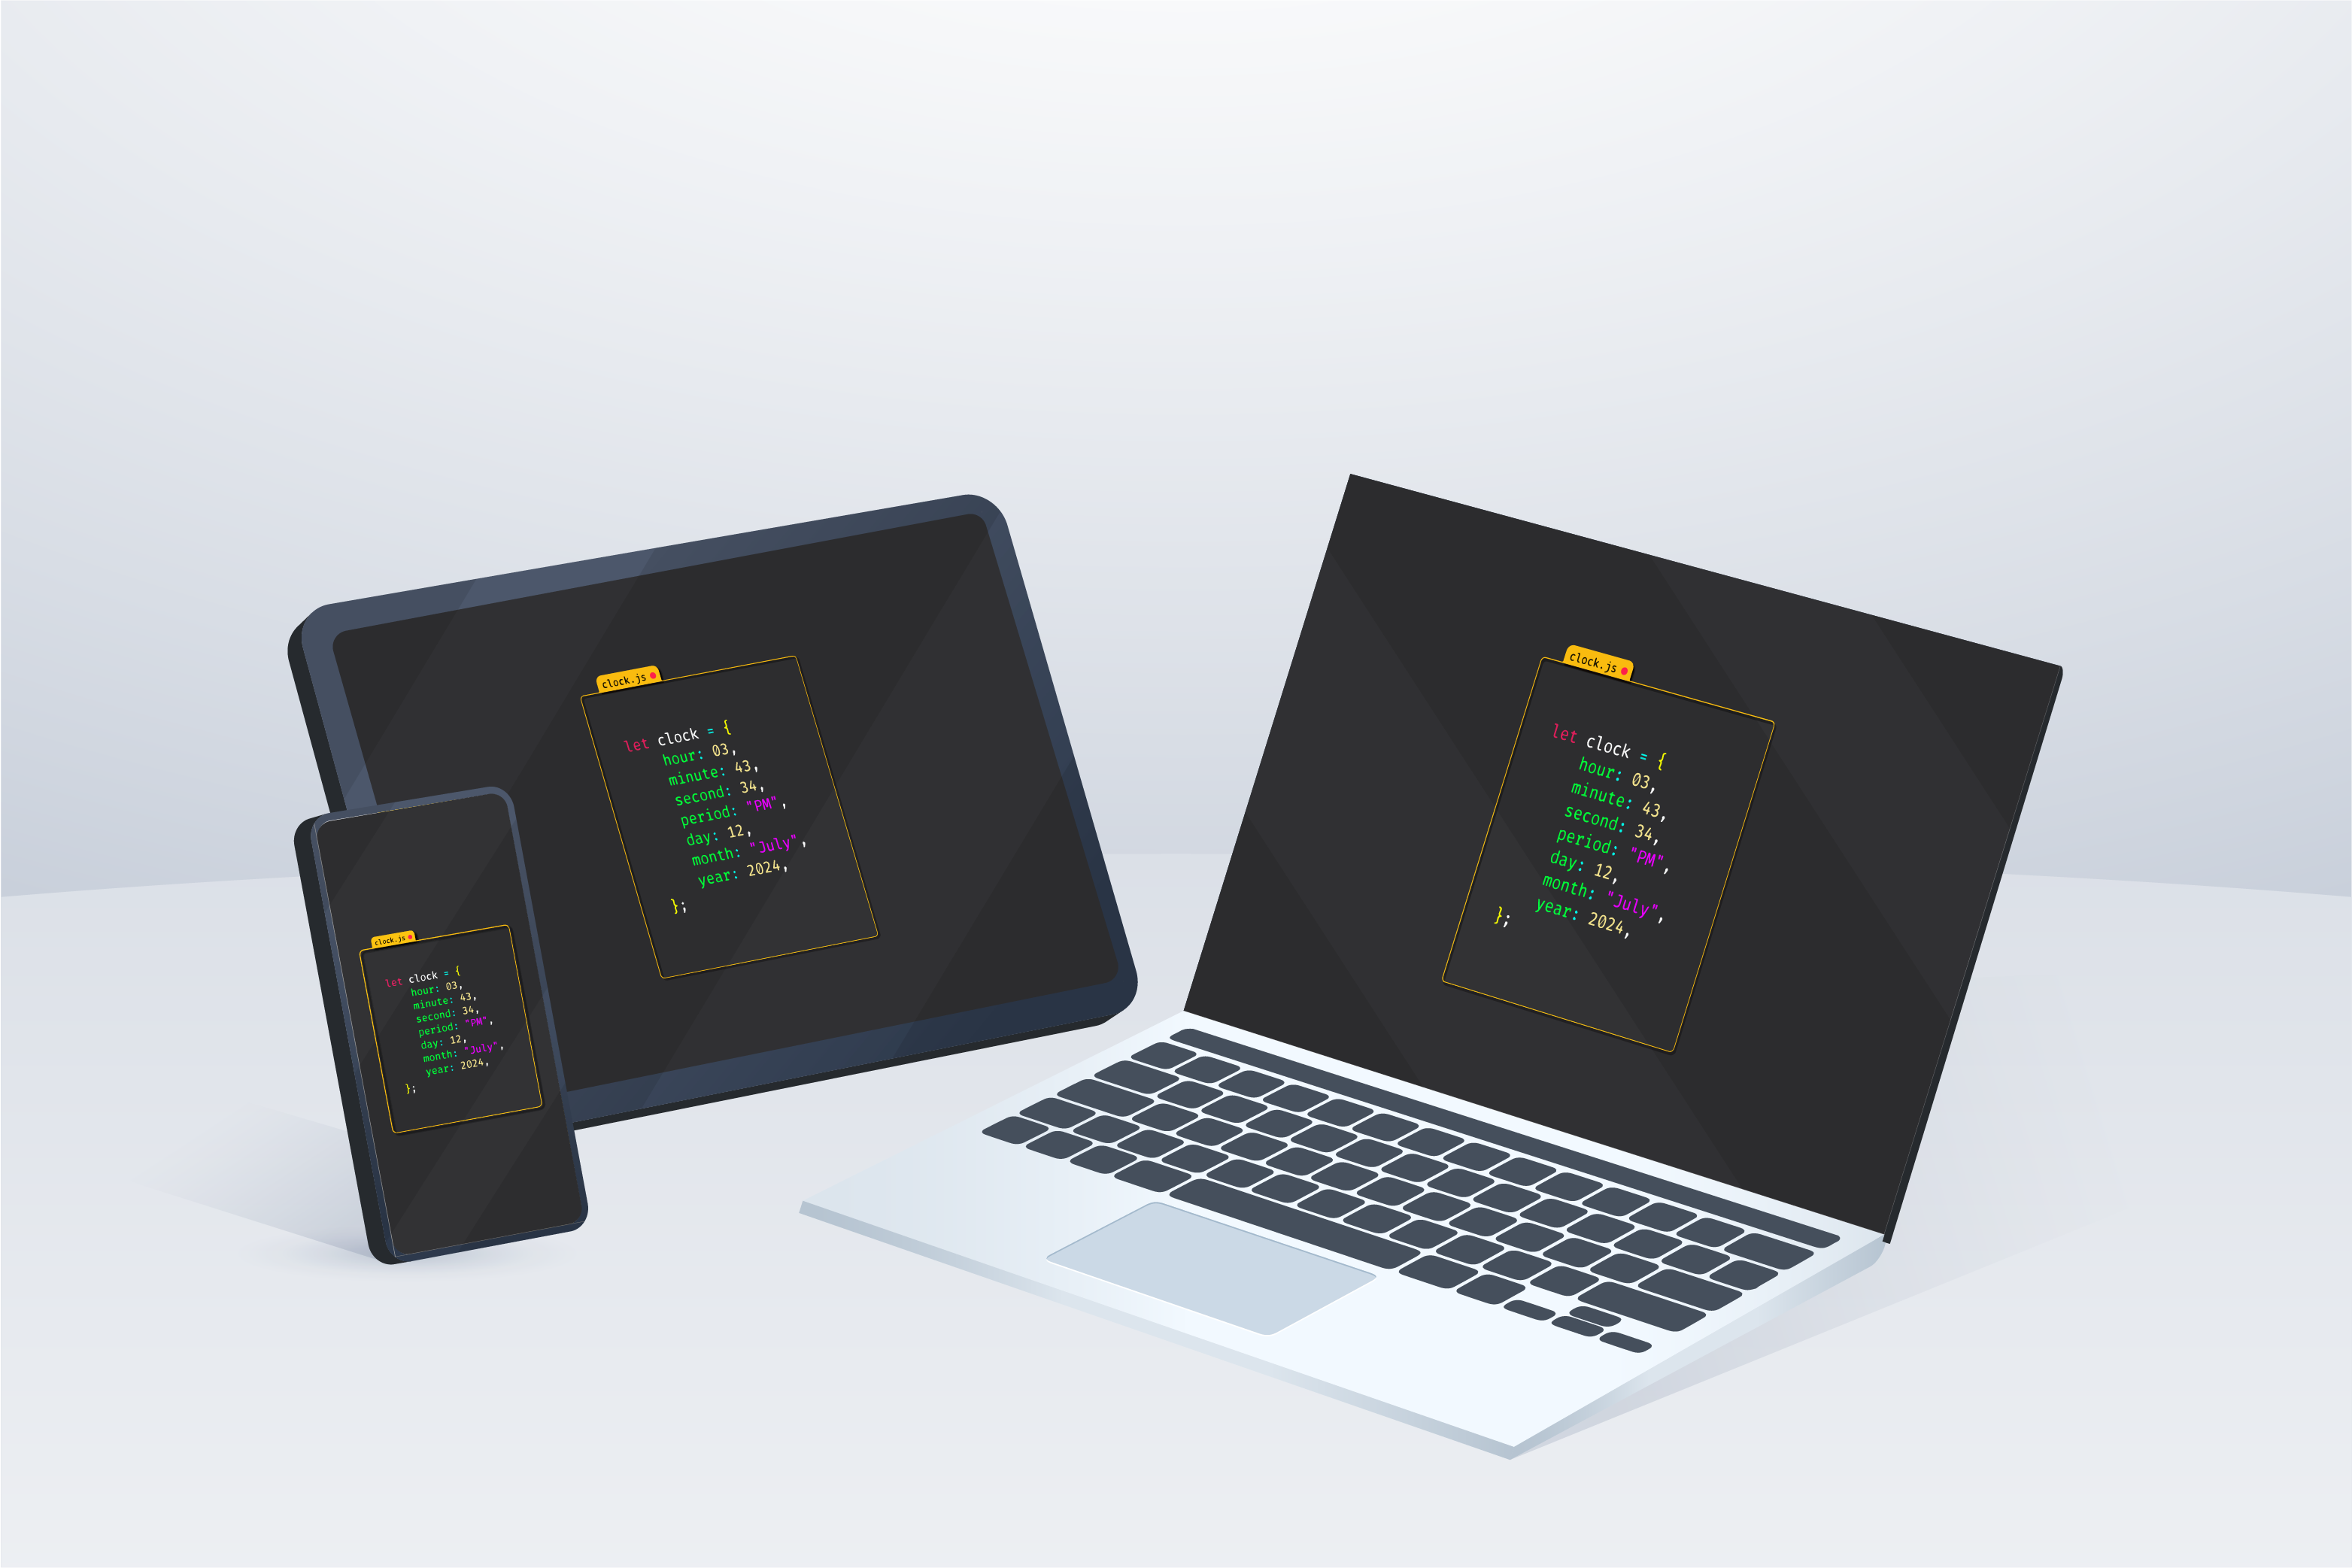 clock.js
let clock = {
hour: 03,
minute: 43,
second: 34,
period: "PM",
day: 12,
month: "July",
year: 2024,
};
clock.js
let clock = {
hour: 03,
minute: 43,
second: 34,
period: "PM",
day: 12,
month: "July",
year: 2024,
};
clock.js
let clock = {
hour: 03,
minute: 43,
second: 34,
period: "PM",
day: 12,
month: "July",
year: 2024,
};